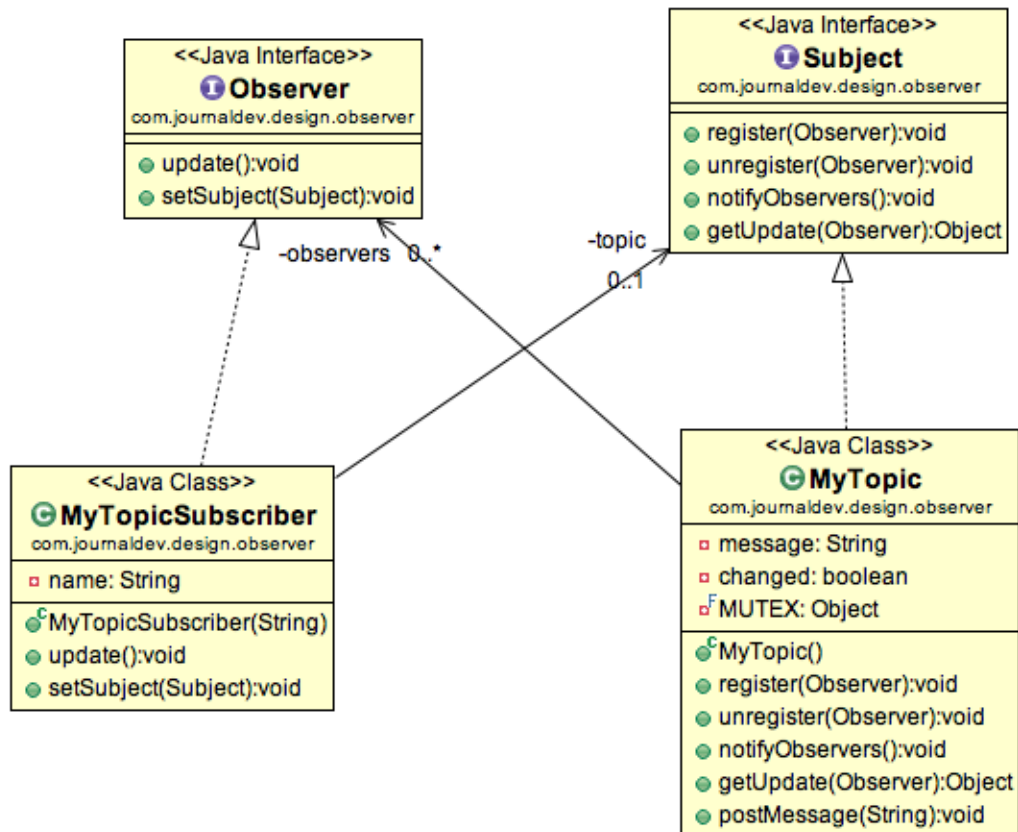 <<Java Interface>>
Observer
com.journaldev.design.observer
update():void
setSubject(Subject):void
<<Java Interface>>
Subject
com.journaldev.design.observer
register(Observer):void
unregister(Observer):void
notifyObservers():void
getUpdate(Observer):Object
-observers 0..*
-topic
0..1
<<Java Class>>
MyTopicSubscriber
com.journaldev.design.observer
name: String
MyTopicSubscriber(String)
update():void
setSubject(Subject):void
<<Java Class>>
MyTopic
com.journaldev.design.observer
message: String
changed: boolean
MUTEX: Object
MyTopic()
register(Observer):void
unregister(Observer):void
notifyObservers():void
getUpdate(Observer):Object
postMessage(String):void